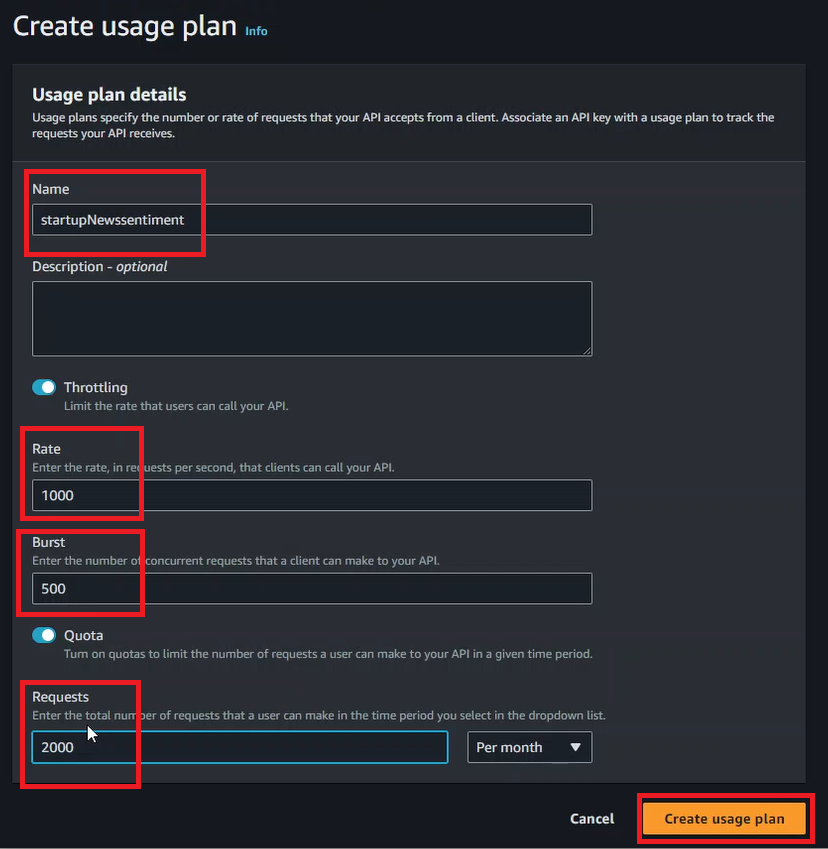 Create usage plan Info
Usage plan details
Usage plans specify the number or rate of requests that your API accepts from a client. Associate an API key with a usage plan to track the
requests your API receives.
Name
startupNewssentiment
Description - optional
Throttling
Limit the rate that users can call your API.
Rate
Enter the rate, in requests per second, that clients can call your API.
1000
Burst
Enter the number of concurrent requests that a client can make to your API.
500
Quota
Turn on quotas to limit the number of requests a user can make to your API in a given time period.
Requests
Enter the total number of requests that a user can make in the time period you select in the dropdown list.
2000
Per month
Cancel
Create usage plan